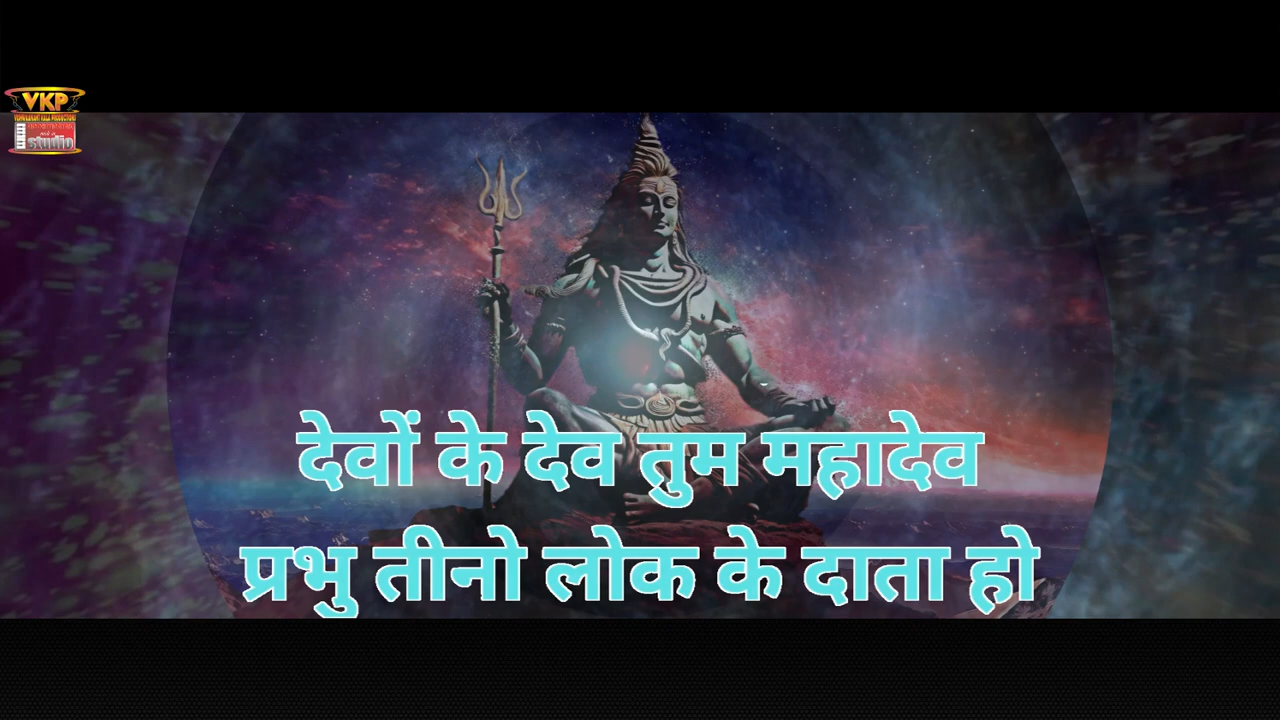 VKP
studio
देवों के देव तुम महादेव
प्रभु तीनो लोक के दाता हो